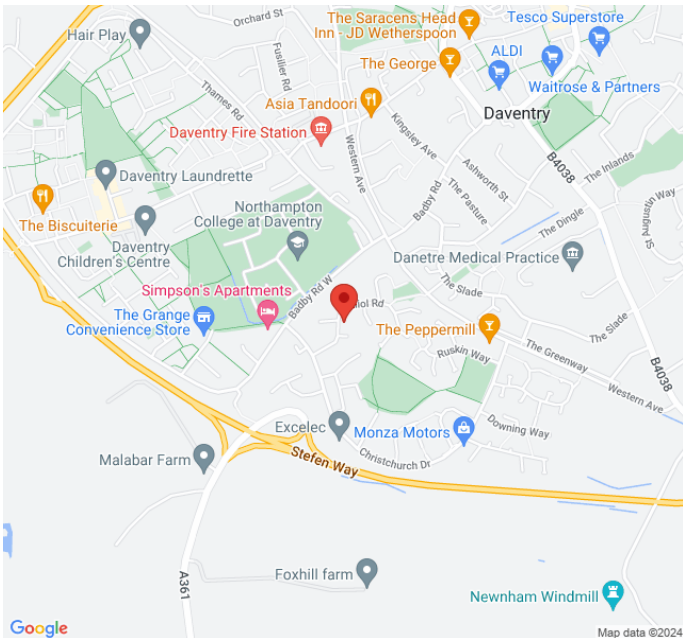 Orchard St
The Saracens Head
Inn - JD Wetherspoon
Tesco Superstore
Hair Play
Fusilier Rd
The George
ALDI
Waitrose & Partners
Thames Rd
Asia Tandoori
Daventry
Daventry Fire Station
Kingsley Ave
Western Ave
B4038
The Inlands
Ashworth St
Daventry Laundrette
The Pasture
Badby Rd
St Augustin Way
The Biscuiterie
Northampton
College at Daventry
The Dingle
Daventry
Children's Centre
Danetre Medical Practice
Simpson's Apartments
Badby Rd W
The Slade
The Grange
Convenience Store
The Peppermill
The Slade
Ruskin Way
The Greenway
B4038
Western Ave
Excelec
Monza Motors
Downing Way
Malabar Farm
Stefen Way
Christchurch Dr
A361
Foxhill farm
Newnham Windmill
Google
Map data ©2024